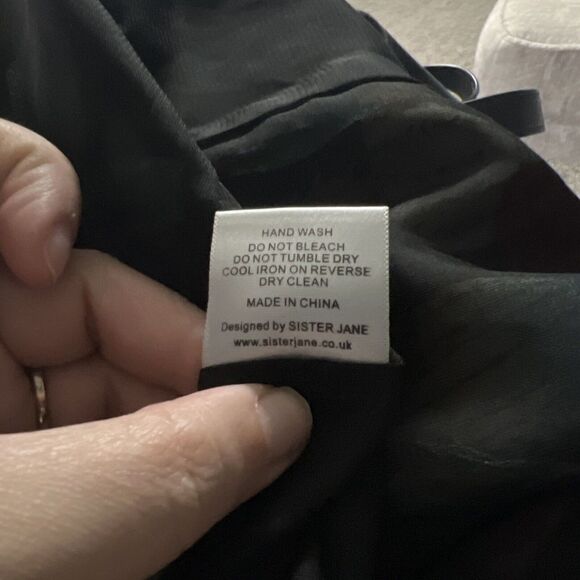 HAND WASH
DO NOT BLEACH
DO NOT TUMBLE DRY
COOL IRON ON REVERSE
DRY CLEAN
MADE IN CHINA
Designed by SISTER JANE
www.sisterjane.co.uk